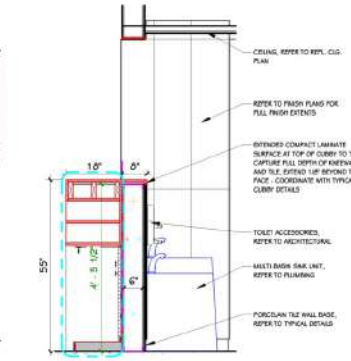 CEILING, REFER TO REFL. CLG.
PLAN
REFER TO FINISH PLANS FOR
FULL FINISH EXTENTS
EXTENDED COMPACT LAMINATE
SURFACE AT TOP OF CUBBY TO
CAPTURE FULL DEPTH OF KNEEWALL
AND TILE, EXTEND 1/8" BEYOND
FACE - COORDINATE WITH TYPICAL
CUBBY DETAILS
18" 8"
TOILET ACCESSORIES,
REFER TO ARCHITECTURAL
55"
4' - 5 1/2"
6"
MULTI-BASIN SINK UNIT,
REFER TO PLUMBING
PORCELAIN TILE WALL BASE,
REFER TO TYPICAL DETAILS